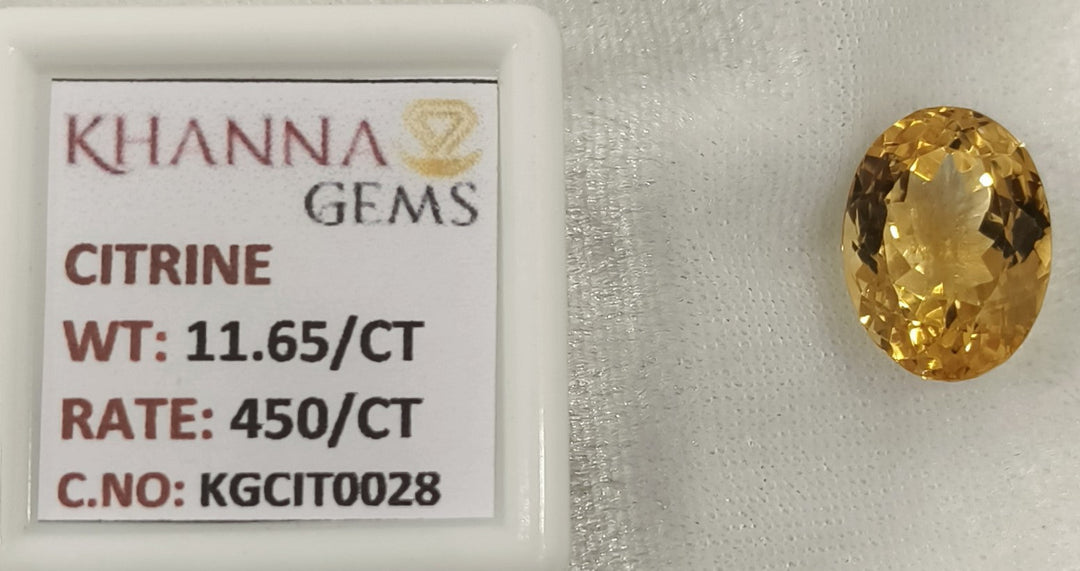 KHANNA
GEMS
CITRINE
WT: 11.65/CT
RATE: 450/CT
C.NO: KGCIT0028